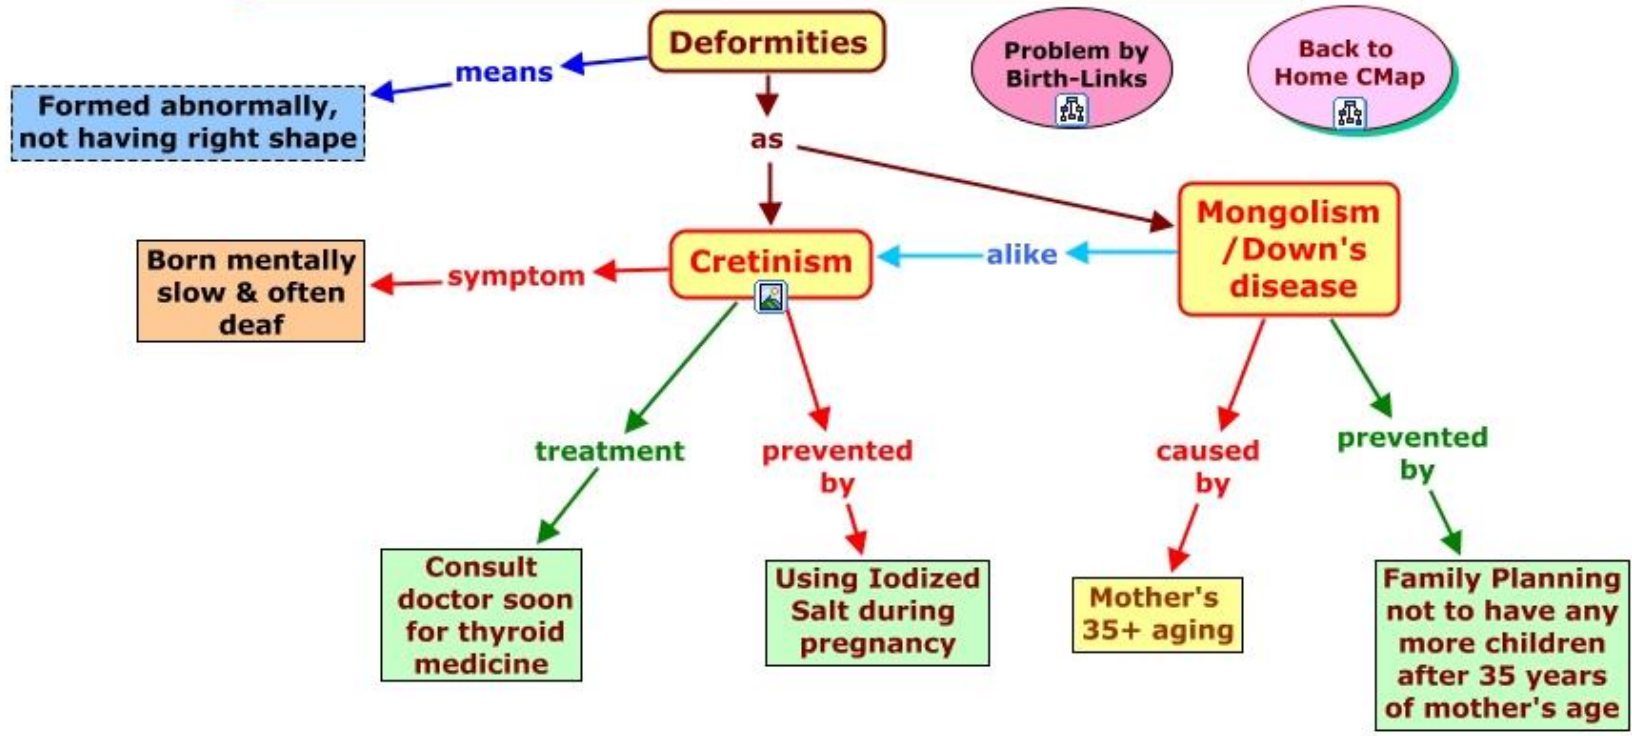 Deformities
means
Formed abnormally,
not having right shape
as
Problem by
Birth-Links
Back to
Home CMap
Mongolism
/Down's
disease
alike
Cretinism
symptom
Born mentally
slow & often
deaf
treatment
Consult
doctor soon
for thyroid
medicine
prevented
by
Using Iodized
Salt during
pregnancy
caused
by
Mother's
35+ aging
prevented
by
Family Planning
not to have any
more children
after 35 years
of mother's age